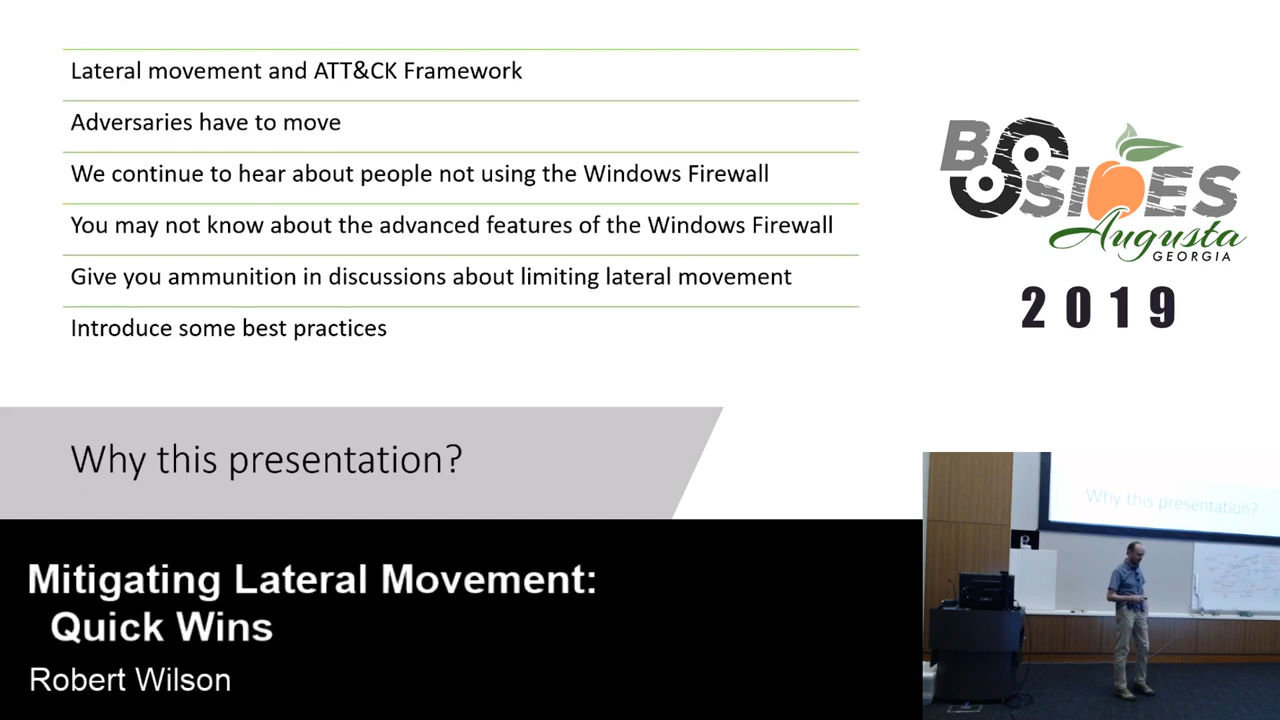 Lateral movement and ATT&CK Framework
Adversaries have to move
We continue to hear about people not using the Windows Firewall
You may not know about the advanced features of the Windows Firewall
Give you ammunition in discussions about limiting lateral movement
Introduce some best practices
BSIDES
Augusta
GEORGIA
2019
Why this presentation?
Why this presentation?
Mitigating Lateral Movement:
Quick Wins
Robert Wilson